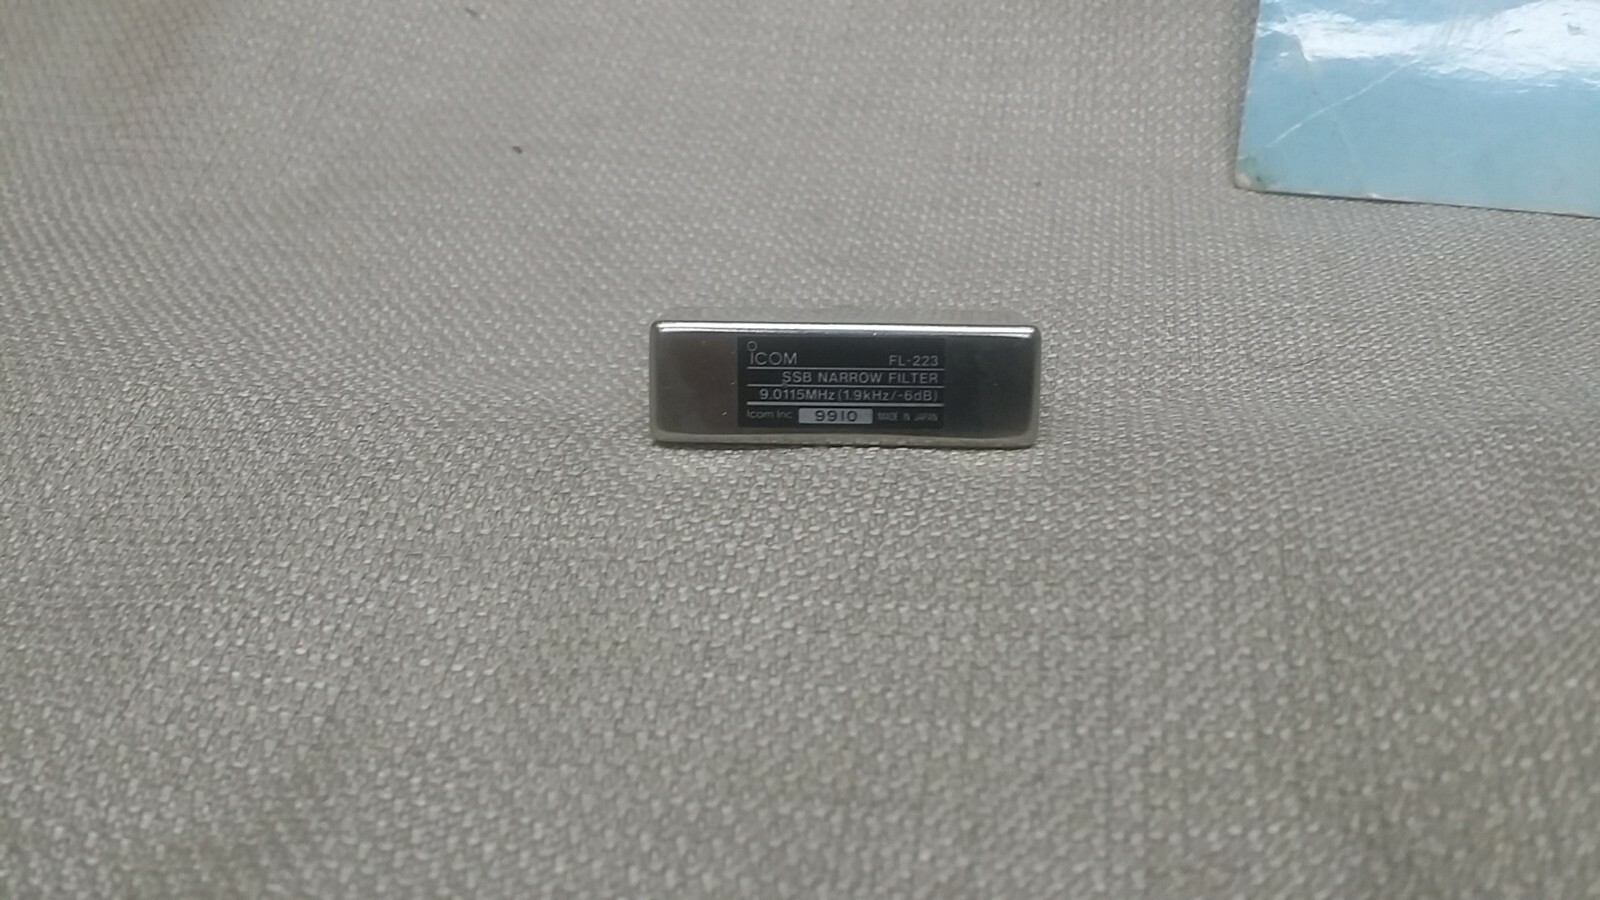 ICOM FL-223
SSB NARROW FILTER
9.0115MHz (1.9kHz/-6dB)
Icom Inc. 9910 MADE IN JAPAN